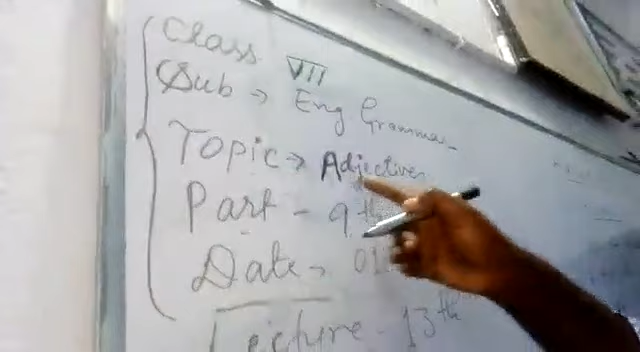 Class VII
Sub → Eng Grammar
Topic → Adjectives
Part - 9th
Date → 01
Lecture - 13th